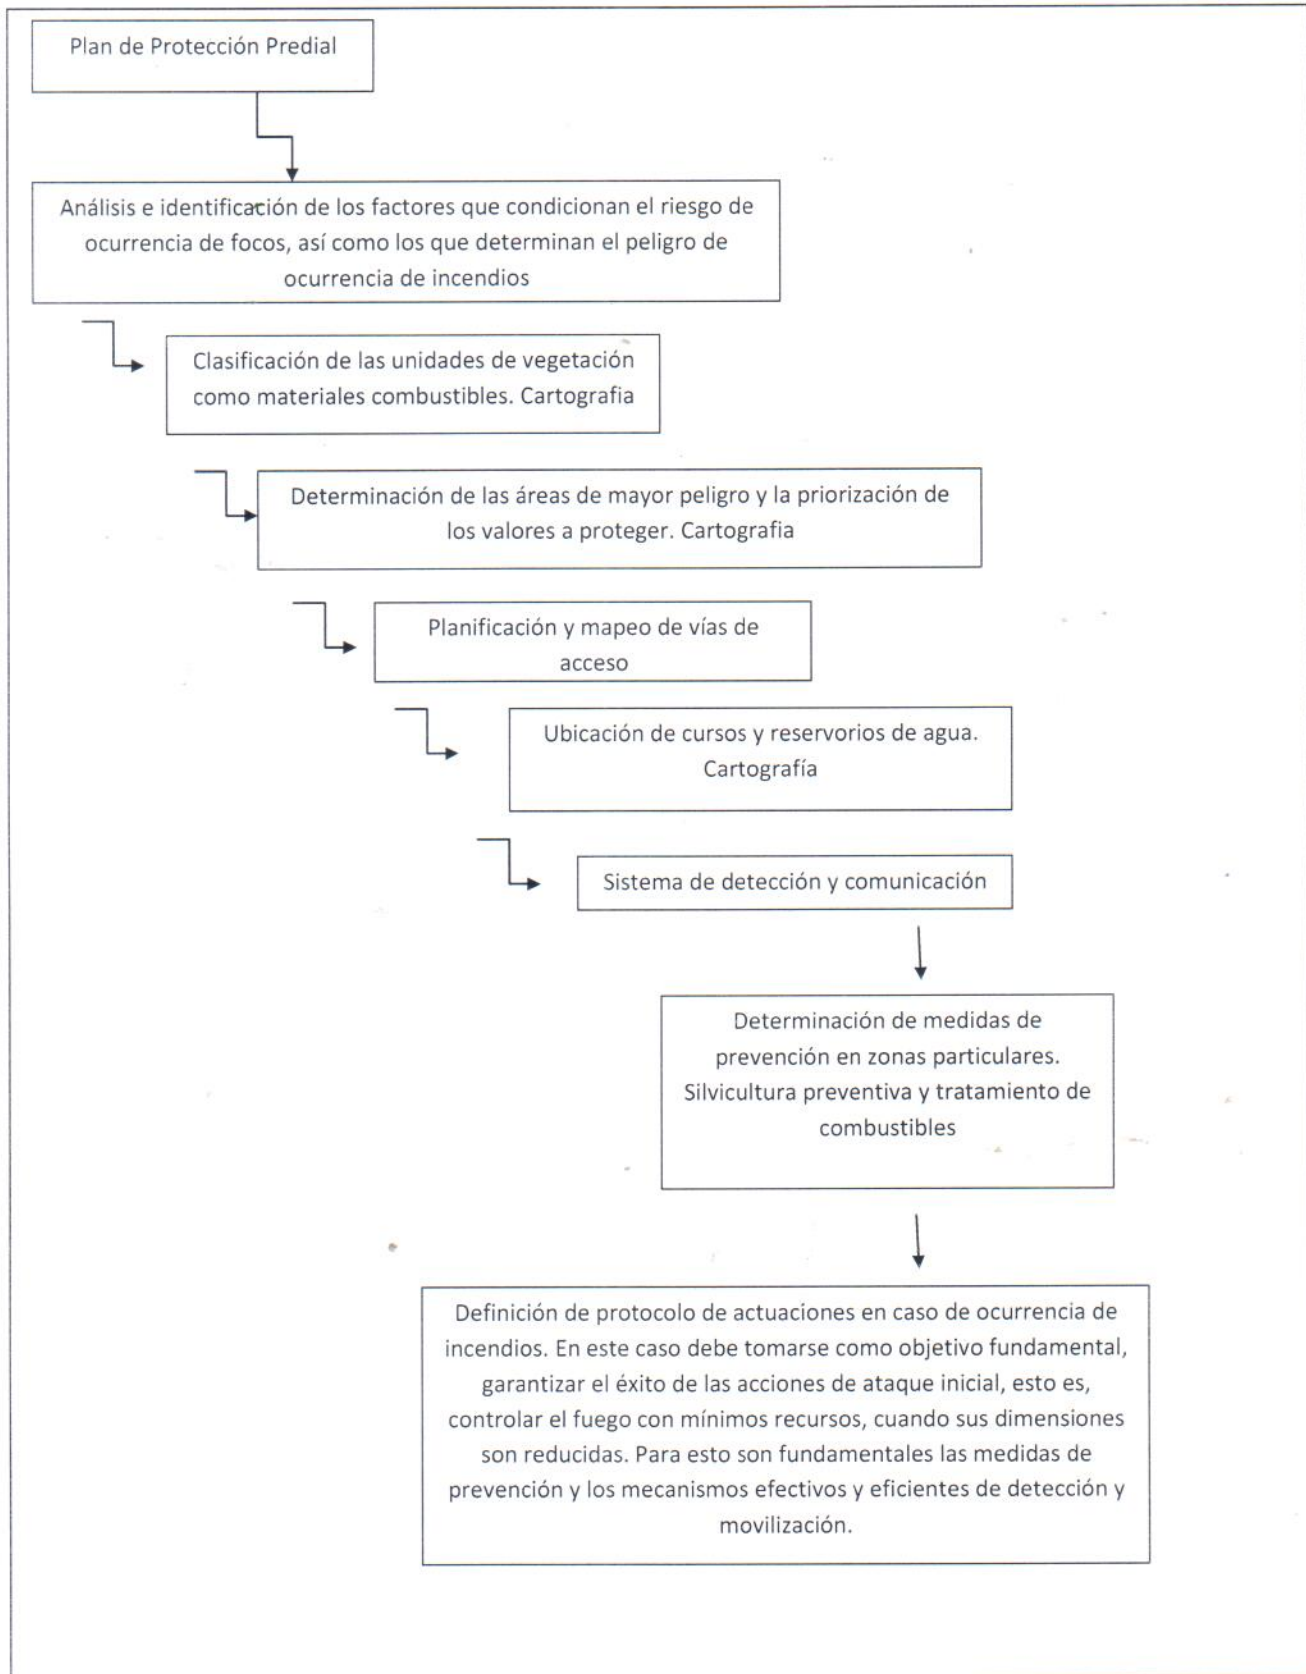 Plan de Protección Predial
Análisis e identificación de los factores que condicionan el riesgo de
ocurrencia de focos, así como los que determinan el peligro de
ocurrencia de incendios
Clasificación de las unidades de vegetación
como materiales combustibles. Cartografia
Determinación de las áreas de mayor peligro y la priorización de
los valores a proteger. Cartografia
Planificación y mapeo de vías de
acceso
Ubicación de cursos y reservorios de agua.
Cartografía
Sistema de detección y comunicación
Determinación de medidas de
prevención en zonas particulares.
Silvicultura preventiva y tratamiento de
combustibles
Definición de protocolo de actuaciones en caso de ocurrencia de
incendios. En este caso debe tomarse como objetivo fundamental,
garantizar el éxito de las acciones de ataque inicial, esto es,
controlar el fuego con mínimos recursos, cuando sus dimensiones
son reducidas. Para esto son fundamentales las medidas de
prevención y los mecanismos efectivos y eficientes de detección y
movilización.